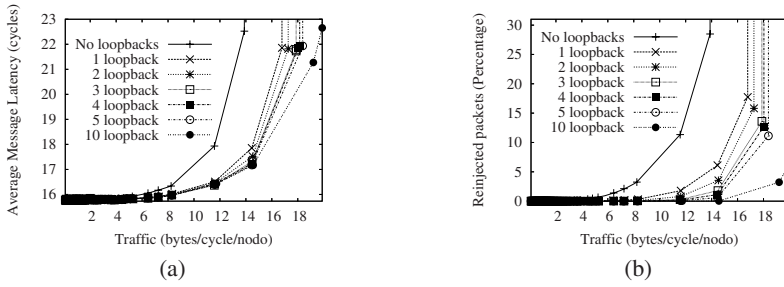 Average Message Latency (cycles)
23
22
21
20
19
18
17
16
No loopbacks
1 loopback
2 loopback
3 loopback
4 loopback
5 loopback
10 loopback
2 4 6 8 10 12 14 16 18 20
Traffic (bytes/cycle/nodo)
(a)
Reinjected packets (Percentage)
30
25
20
15
10
5
0
No loopbacks
1 loopback
2 loopback
3 loopback
4 loopback
5 loopback
10 loopback
2 4 6 8 10 12 14 16 18
Traffic (bytes/cycle/nodo)
(b)